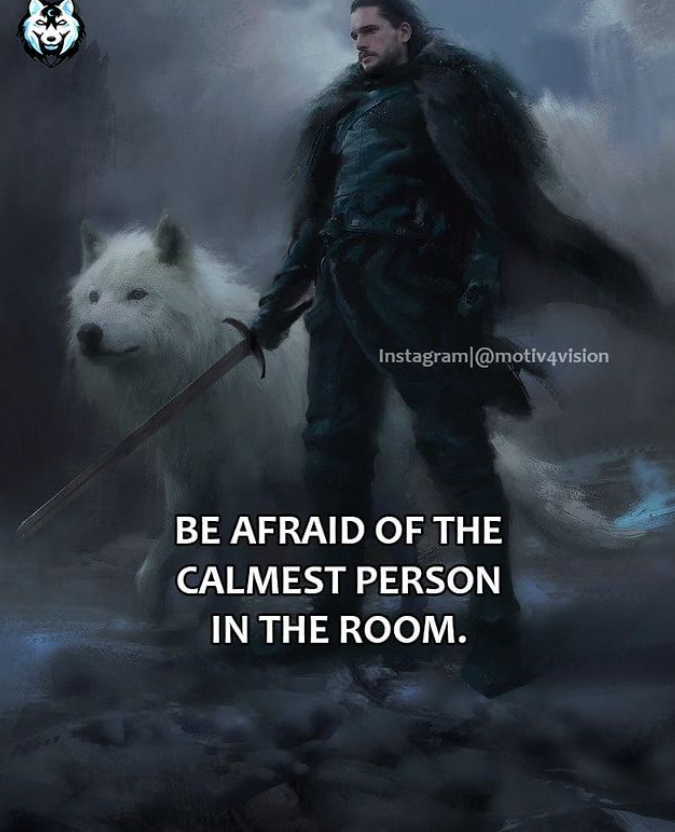 Instagram|@motiv4vision
BE AFRAID OF THE
CALMEST PERSON
IN THE ROOM.